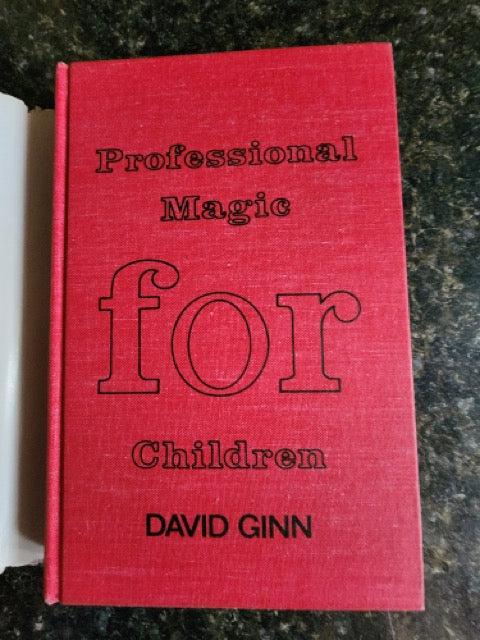 Professional
Magic
for
Children
DAVID GINN